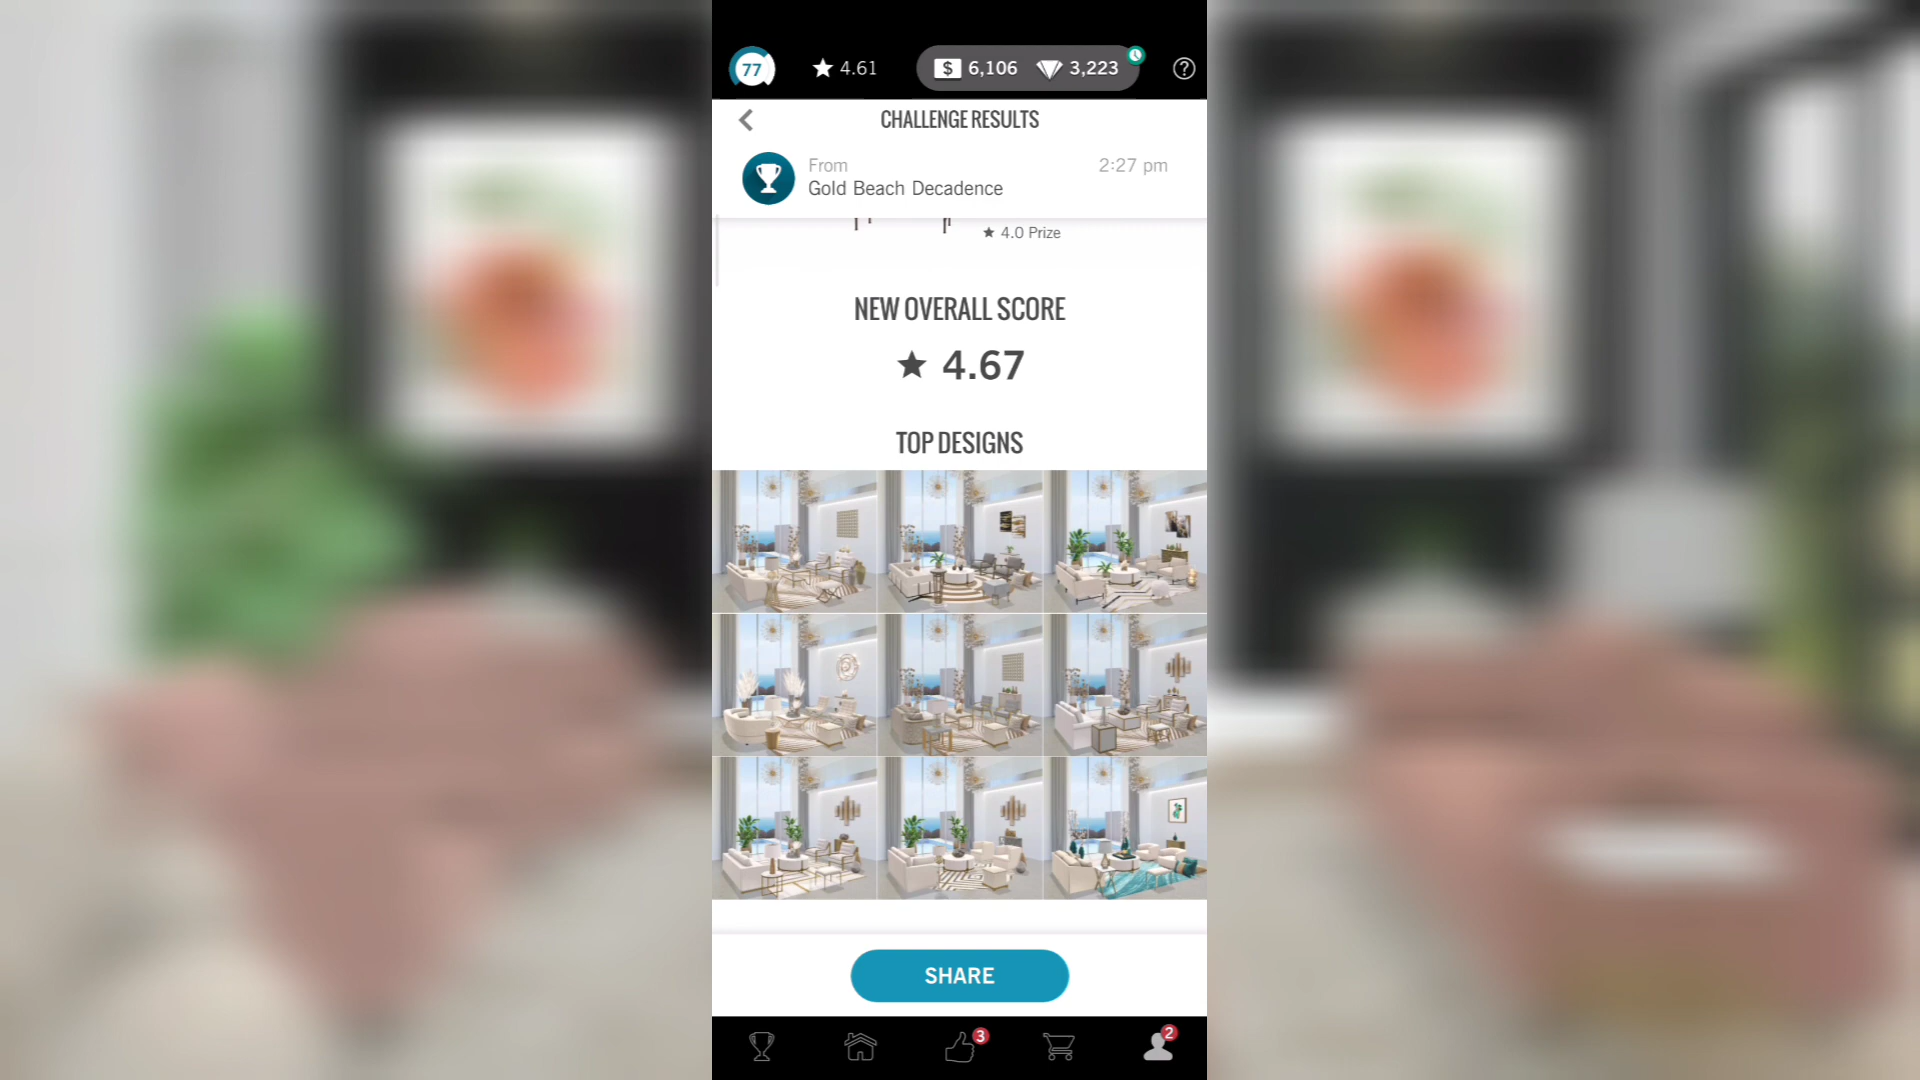 77
4.61
$ 6,106
3,223
?
CHALLENGE RESULTS
From
2:27 pm
Gold Beach Decadence
★ 4.0 Prize
NEW OVERALL SCORE
★ 4.67
TOP DESIGNS
SHARE
3
2